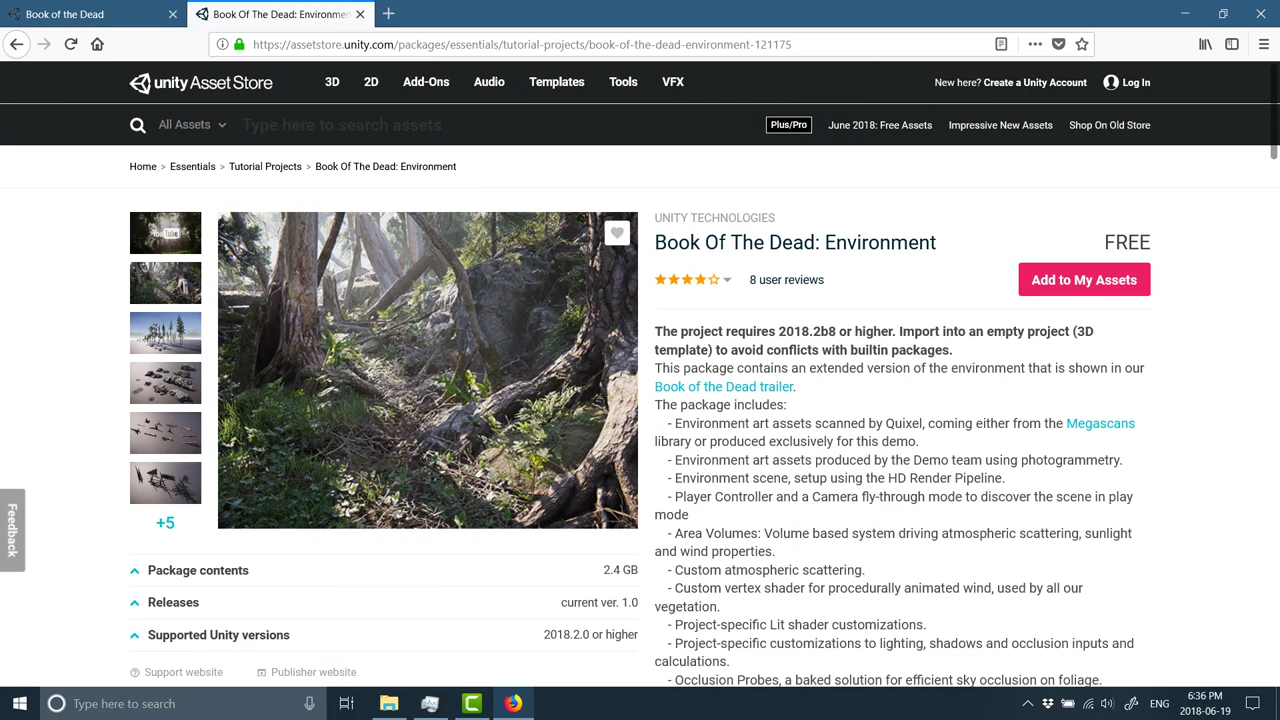 Book of the Dead
Book Of The Dead: Environmen
https://assetstore.unity.com/packages/essentials/tutorial-projects/book-of-the-dead-environment-121175
unity Asset Store
3D 2D Add-Ons Audio Templates Tools VFX
New here? Create a Unity Account Log In
All Assets Type here to search assets
Plus/Pro June 2018: Free Assets Impressive New Assets Shop On Old Store
Home > Essentials > Tutorial Projects > Book Of The Dead: Environment
YouTube
+5
UNITY TECHNOLOGIES
Book Of The Dead: Environment FREE
8 user reviews Add to My Assets
The project requires 2018.2b8 or higher. Import into an empty project (3D
template) to avoid conflicts with builtin packages.
This package contains an extended version of the environment that is shown in our
Book of the Dead trailer.
The package includes:
- Environment art assets scanned by Quixel, coming either from the Megascans
library or produced exclusively for this demo.
- Environment art assets produced by the Demo team using photogrammetry.
- Environment scene, setup using the HD Render Pipeline.
- Player Controller and a Camera fly-through mode to discover the scene in play
mode
- Area Volumes: Volume based system driving atmospheric scattering, sunlight
and wind properties.
- Custom atmospheric scattering.
- Custom vertex shader for procedurally animated wind, used by all our
vegetation.
- Project-specific Lit shader customizations.
- Project-specific customizations to lighting, shadows and occlusion inputs and
calculations.
- Occlusion Probes, a baked solution for efficient sky occlusion on foliage.
Package contents 2.4 GB
Releases current ver. 1.0
Supported Unity versions 2018.2.0 or higher
Support website Publisher website
Feedback
Type here to search
ENG
6:36 PM
2018-06-19